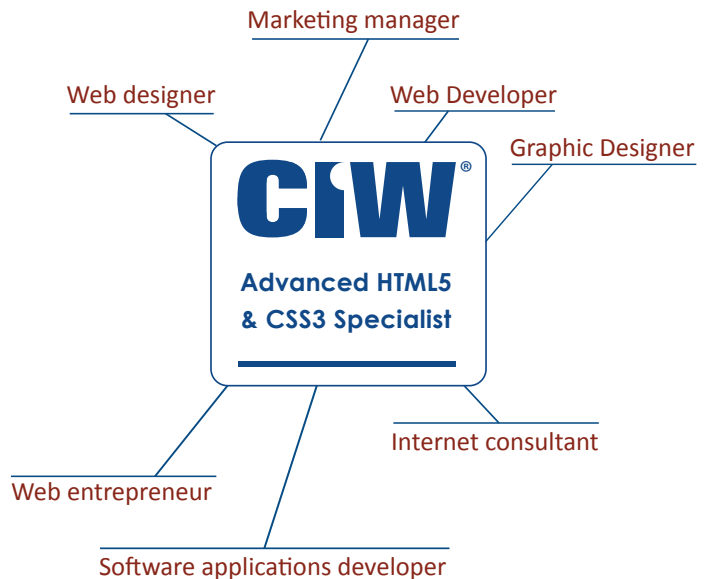 Marketing manager
Web designer
Web Developer
Graphic Designer
CIW®
Advanced HTML5
& CSS3 Specialist
Internet consultant
Web entrepreneur
Software applications developer